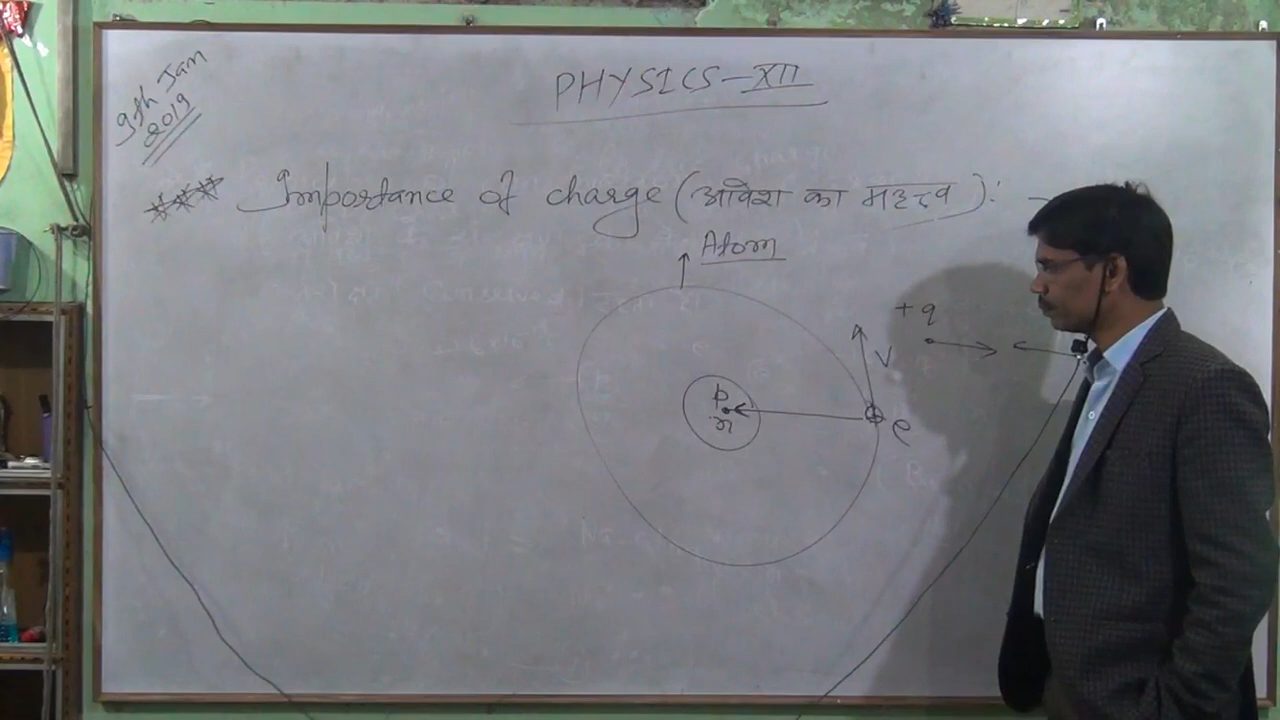 9th Jan
2019
PHYSICS-XII
Importance of charge (आवेश का महत्त्व):-
Atom
+q
V
p
n
e